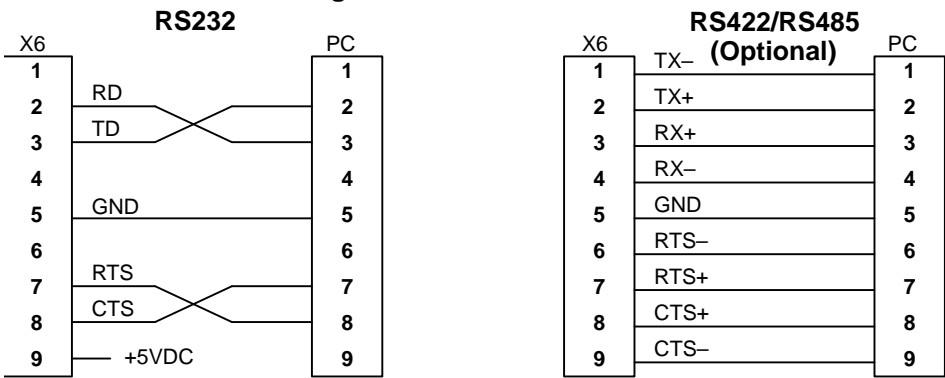 RS232
X6 PC
1 1
2 RD 2
3 TD 3
4 4
5 GND 5
6 6
7 RTS 7
8 CTS 8
9 +5VDC 9
RS422/RS485
(Optional)
X6 PC
1 TX– 1
2 TX+ 2
3 RX+ 3
4 RX– 4
5 GND 5
6 RTS– 6
7 RTS+ 7
8 CTS+ 8
9 CTS– 9